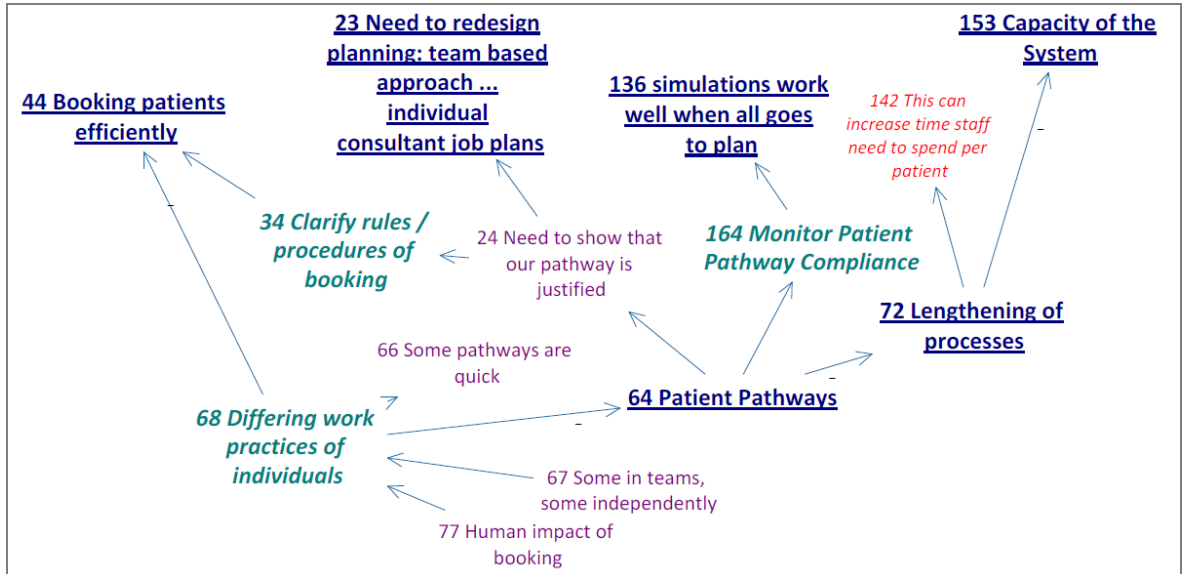 23 Need to redesign
planning: team based
approach ...
individual
consultant job plans
153 Capacity of the
System
44 Booking patients
efficiently
136 simulations work
well when all goes
to plan
142 This can
increase time staff
need to spend per
patient
34 Clarify rules /
procedures of
booking
24 Need to show that
our pathway is
justified
164 Monitor Patient
Pathway Compliance
72 Lengthening of
processes
66 Some pathways are
quick
64 Patient Pathways
68 Differing work
practices of
individuals
67 Some in teams,
some independently
77 Human impact of
booking